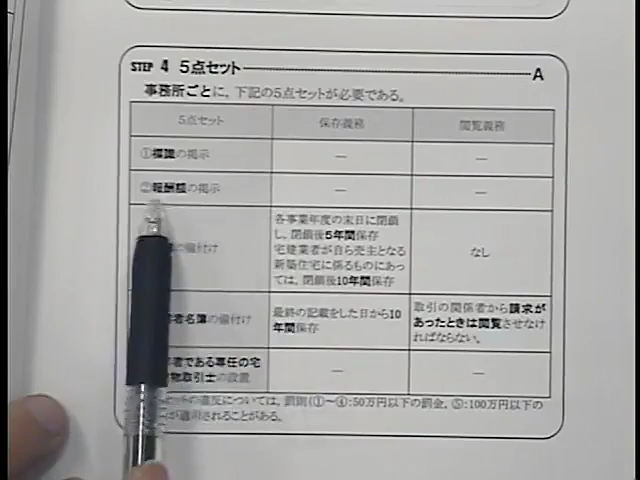 STEP 4 5点セット A
事務所ごとに、下記の5点セットが必要である。
5点セット 保存義務 閲覧義務
①標識の掲示 — —
②報酬額の掲示 — —
の備付け
各事業年度の末日に閉鎖
し、閉鎖後5年間保存
宅建業者が自ら売主となる
新築住宅に係るものにあっ
ては、閉鎖後10年間保存
なし
者名簿の備付け
最終の記載をした日から10
年間保存
取引の関係者から請求が
あったときは閲覧させなけ
ればならない。
者である専任の宅
物取引士の設置
— —
セットの違反については、罰則(①〜④:50万円以下の罰金、⑤:100万円以下の
が適用されることがある。